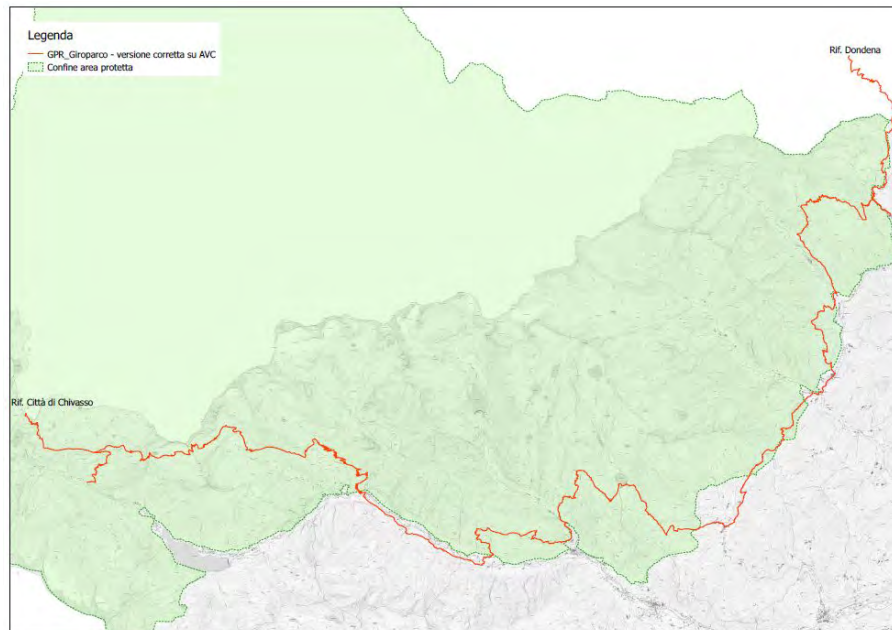 Legenda
GPR_Giroparco - versione corretta su AVC
Confine area protetta
Rif. Dondena
Rif. Città di Chivasso